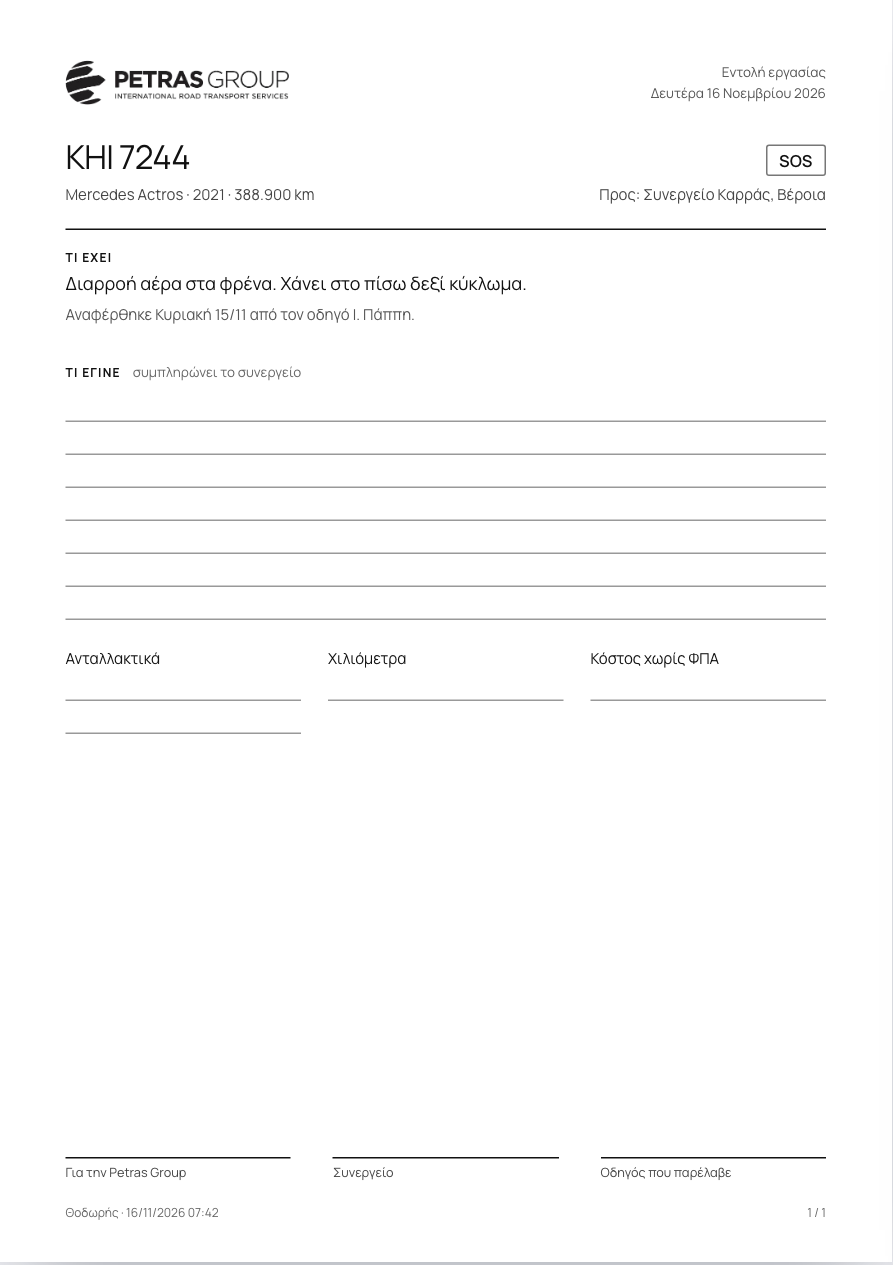 PETRAS GROUP
INTERNATIONAL ROAD TRANSPORT SERVICES
Εντολή εργασίας
Δευτέρα 16 Νοεμβρίου 2026
ΚΗΙ 7244
SOS
Mercedes Actros · 2021 · 388.900 km
Προς: Συνεργείο Καρράς, Βέροια
ΤΙ ΕΧΕΙ
Διαρροή αέρα στα φρένα. Χάνει στο πίσω δεξί κύκλωμα.
Αναφέρθηκε Κυριακή 15/11 από τον οδηγό Ι. Πάππη.
ΤΙ ΕΓΙΝΕ συμπληρώνει το συνεργείο
Ανταλλακτικά
Χιλιόμετρα
Κόστος χωρίς ΦΠΑ
Για την Petras Group
Συνεργείο
Οδηγός που παρέλαβε
Θοδωρής · 16/11/2026 07:42
1 / 1